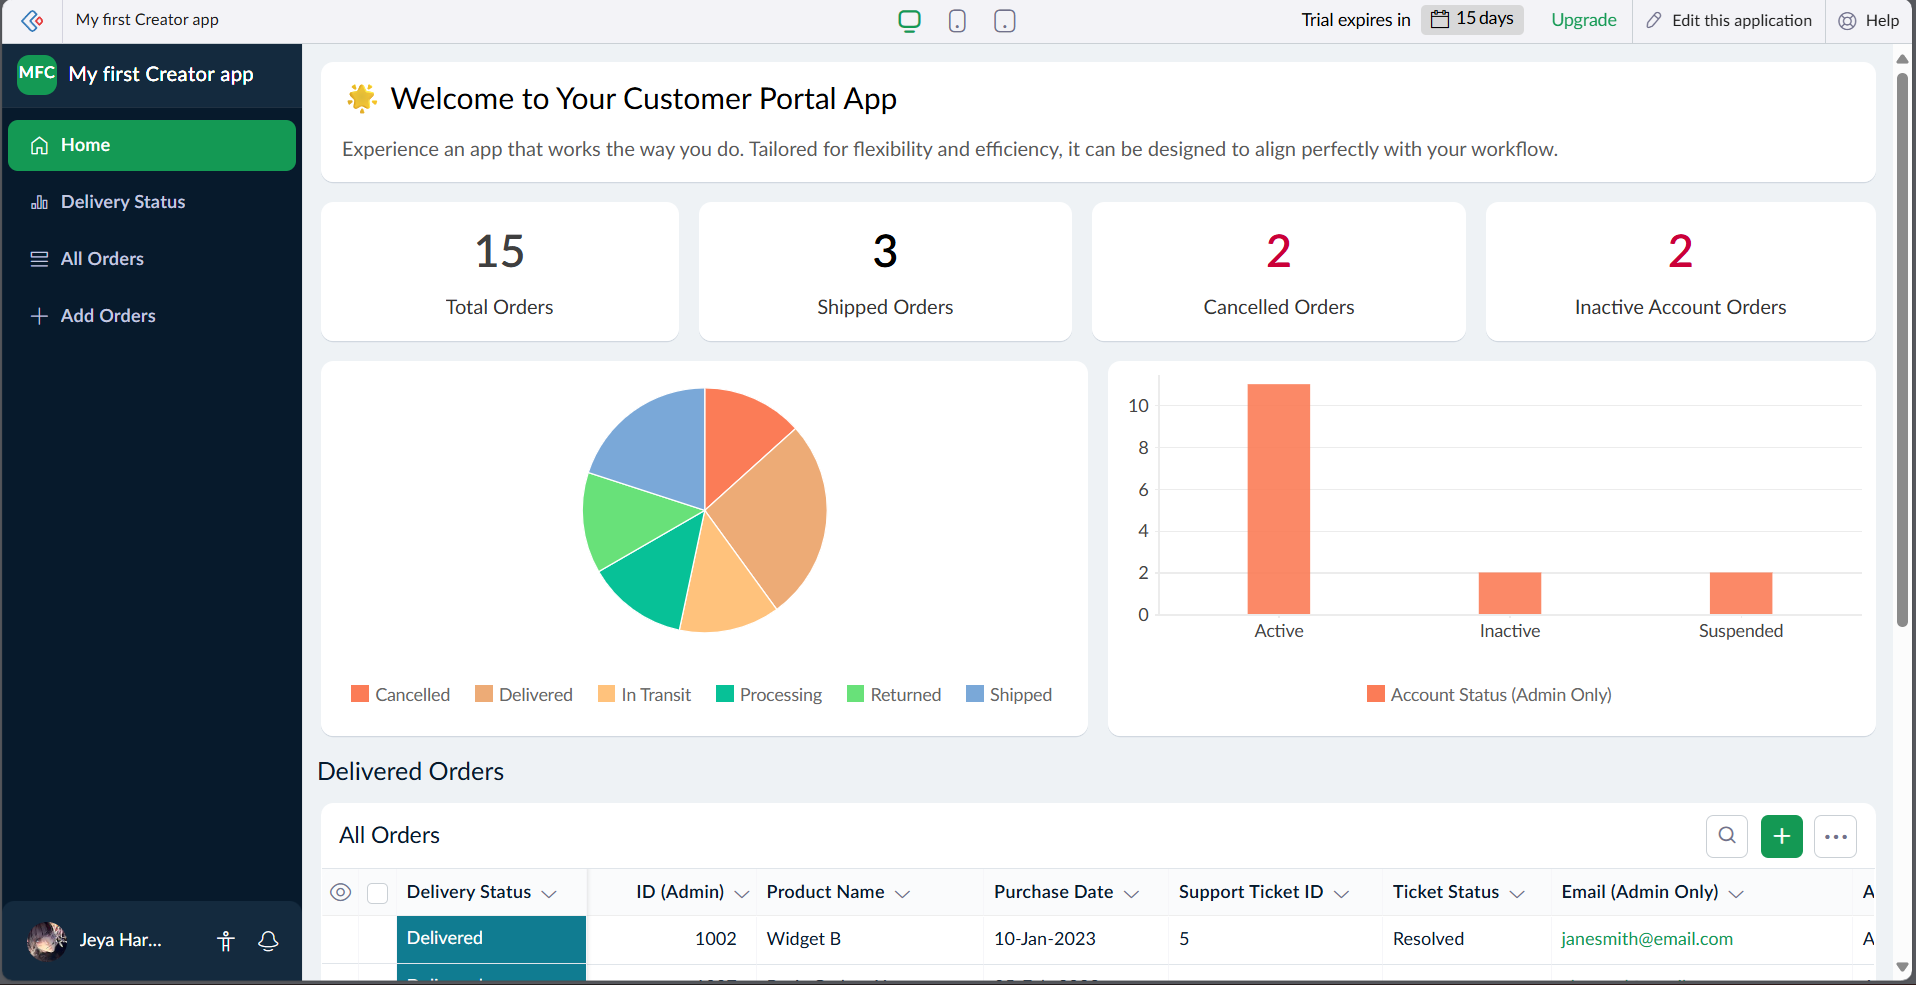 My first Creator app
Trial expires in 15 days Upgrade Edit this application Help
MFC My first Creator app
Home
Delivery Status
All Orders
Add Orders
Jeya Har...
Welcome to Your Customer Portal App
Experience an app that works the way you do. Tailored for flexibility and efficiency, it can be designed to align perfectly with your workflow.
15
Total Orders
3
Shipped Orders
2
Cancelled Orders
2
Inactive Account Orders
Cancelled Delivered In Transit Processing Returned Shipped
10
8
6
4
2
0
Active Inactive Suspended
Account Status (Admin Only)
Delivered Orders
All Orders
Delivery Status ID (Admin) Product Name Purchase Date Support Ticket ID Ticket Status Email (Admin Only) A
Delivered 1002 Widget B 10-Jan-2023 5 Resolved janesmith@email.com A